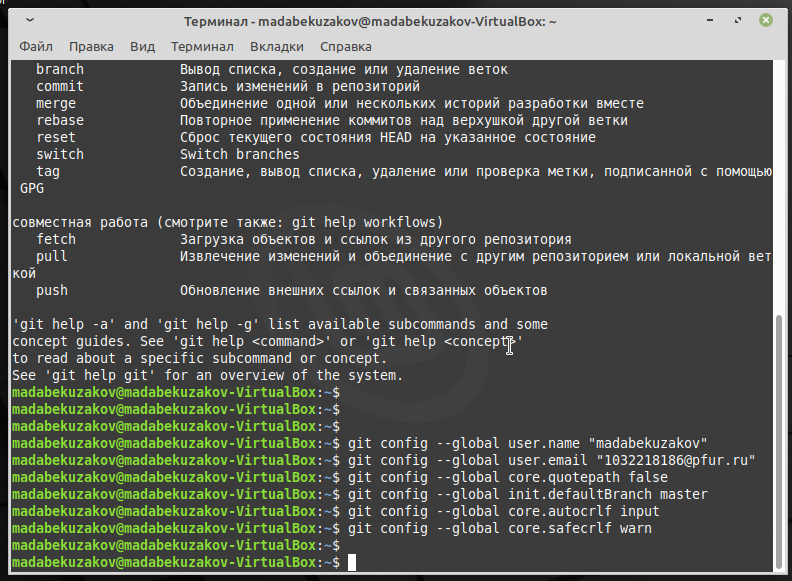 Терминал - madabekuzakov@madabekuzakov-VirtualBox: ~
Файл Правка Вид Терминал Вкладки Справка
branch Вывод списка, создание или удаление веток
commit Запись изменений в репозиторий
merge Объединение одной или нескольких историй разработки вместе
rebase Повторное применение коммитов над верхушкой другой ветки
reset Сброс текущего состояния HEAD на указанное состояние
switch Switch branches
tag Создание, вывод списка, удаление или проверка метки, подписанной с помощью
GPG
совместная работа (смотрите также: git help workflows)
fetch Загрузка объектов и ссылок из другого репозитория
pull Извлечение изменений и объединение с другим репозиторием или локальной вет
кой
push Обновление внешних ссылок и связанных объектов
'git help -a' and 'git help -g' list available subcommands and some
concept guides. See 'git help <command>' or 'git help <concept>'
to read about a specific subcommand or concept.
See 'git help git' for an overview of the system.
madabekuzakov@madabekuzakov-VirtualBox:~$
madabekuzakov@madabekuzakov-VirtualBox:~$
madabekuzakov@madabekuzakov-VirtualBox:~$
madabekuzakov@madabekuzakov-VirtualBox:~$ git config --global user.name "madabekuzakov"
madabekuzakov@madabekuzakov-VirtualBox:~$ git config --global user.email "1032218186@pfur.ru"
madabekuzakov@madabekuzakov-VirtualBox:~$ git config --global core.quotepath false
madabekuzakov@madabekuzakov-VirtualBox:~$ git config --global init.defaultBranch master
madabekuzakov@madabekuzakov-VirtualBox:~$ git config --global core.autocrlf input
madabekuzakov@madabekuzakov-VirtualBox:~$ git config --global core.safecrlf warn
madabekuzakov@madabekuzakov-VirtualBox:~$
madabekuzakov@madabekuzakov-VirtualBox:~$